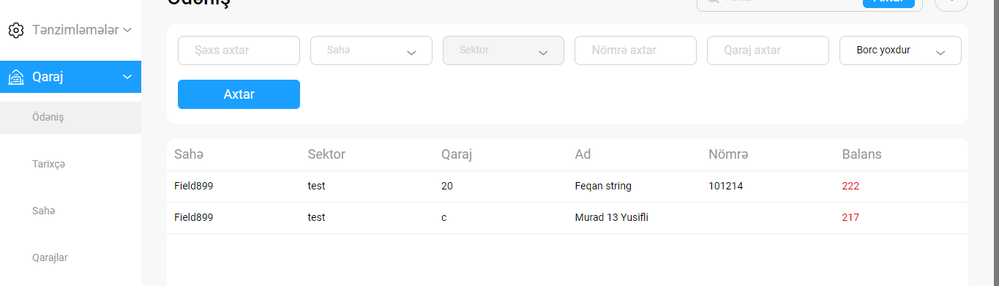 Ödəniş
Axtar
Axtar
Tənzimləmələr
Qaraj
Ödəniş
Tarixçə
Sahə
Qarajlar
Şəxs axtar
Sahə
Sektor
Nömrə axtar
Qaraj axtar
Borc yoxdur
Axtar
Sahə Sektor Qaraj Ad Nömrə Balans
Field899 test 20 Feqan string 101214 222
Field899 test c Murad 13 Yusifli 217